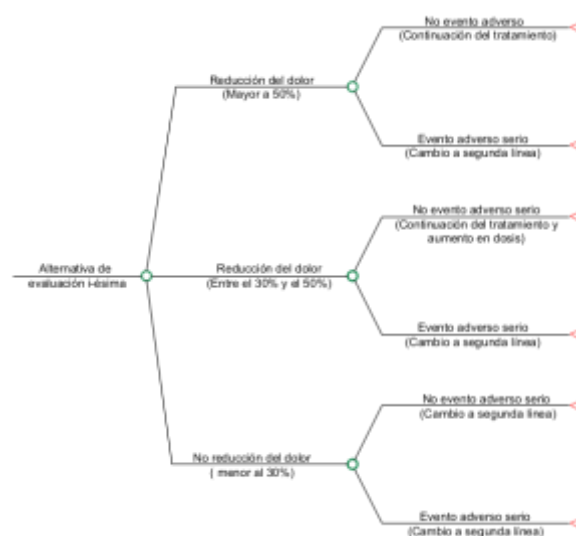 No evento adverso
(Continuación del tratamiento)
Reducción del dolor
(Mayor a 50%)
Evento adverso serio
(Cambio a segunda línea)
No evento adverso serio
(Continuación del tratamiento y
aumento en dosis)
Alternativa de
evaluación i-ésima
Reducción del dolor
(Entre el 30% y el 50%)
Evento adverso serio
(Cambio a segunda línea)
No evento adverso serio
(Cambio a segunda línea)
No reducción del dolor
( menor al 30%)
Evento adverso serio
(Cambio a segunda línea)